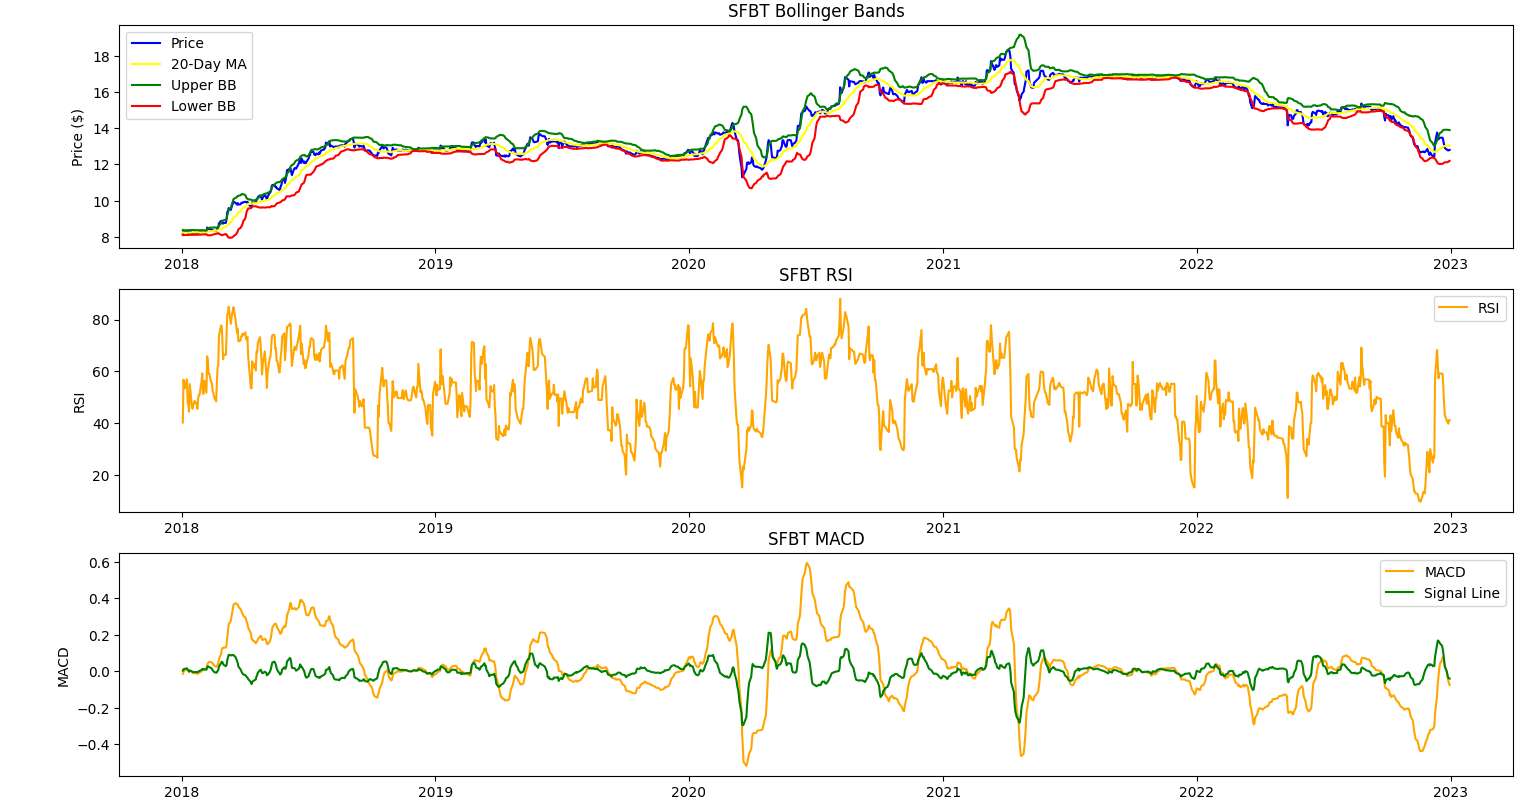 SFBT Bollinger Bands
Price ($)
18
16
14
12
10
8
Price
20-Day MA
Upper BB
Lower BB
2018 2019 2020 2021 2022 2023
SFBT RSI
RSI
80
60
40
20
RSI
2018 2019 2020 2021 2022 2023
SFBT MACD
MACD
0.6
0.4
0.2
0.0
−0.2
−0.4
MACD
Signal Line
2018 2019 2020 2021 2022 2023